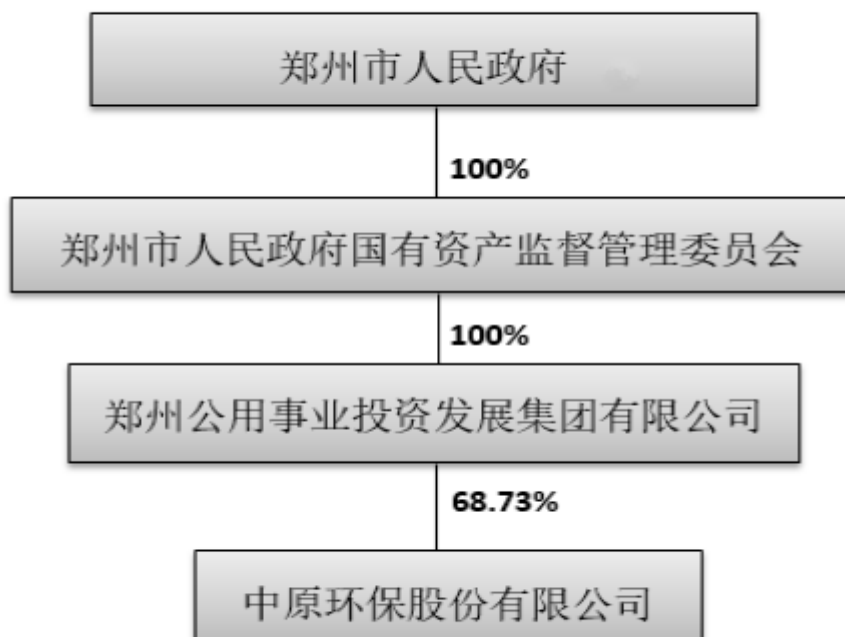 郑州市人民政府
100%
郑州市人民政府国有资产监督管理委员会
100%
郑州公用事业投资发展集团有限公司
68.73%
中原环保股份有限公司